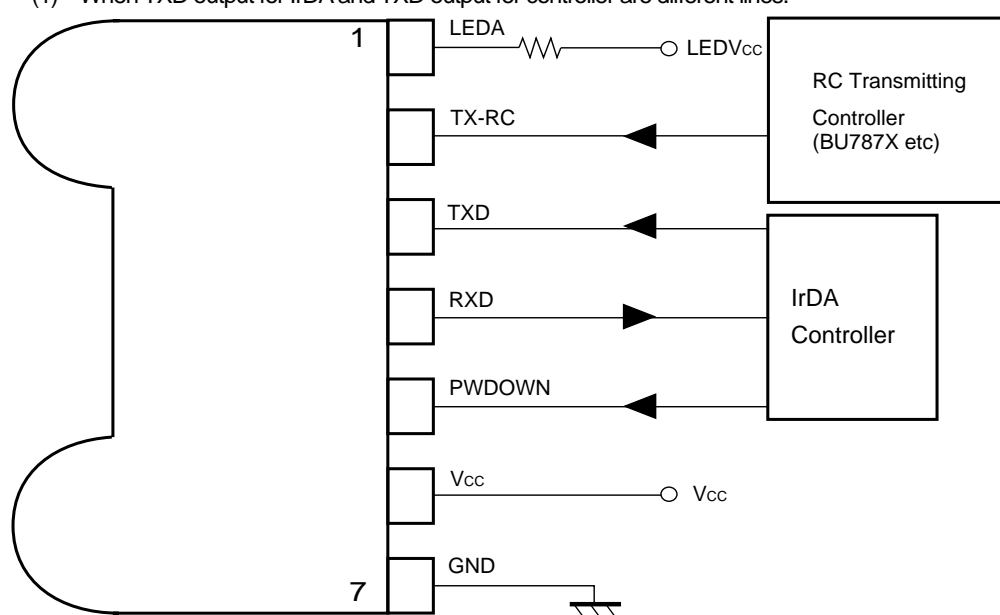 (1) When TXD output for IrDA and TXD output for controller are different lines.
1
LEDA
LEDVcc
RC Transmitting
Controller
(BU787X etc)
TX-RC
TXD
RXD
IrDA
Controller
PWDOWN
Vcc
Vcc
GND
7